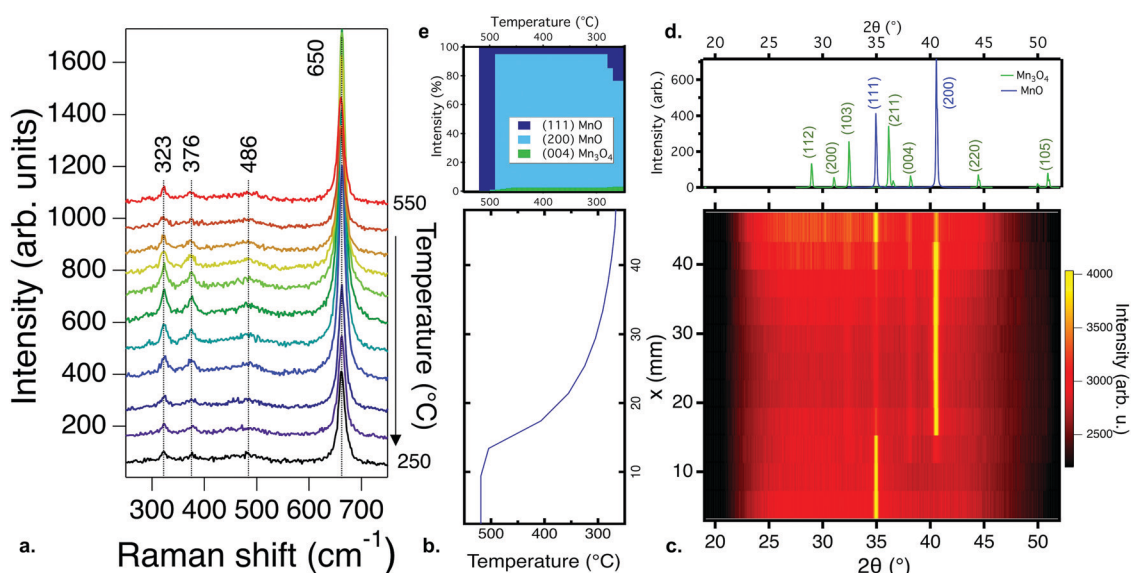 1600
1400
1200
1000
800
600
400
200
Intensity (arb. units)
323
376
486
650
550
Temperature (°C)
250
300 400 500 600 700
Raman shift (cm-1)
a.
e
Temperature (°C)
500 400 300
100
80
60
40
20
0
Intensity (%)
(111) MnO
(200) MnO
(004) Mn3O4
500 400 300
40
30
20
10
x (mm)
500 400 300
Temperature (°C)
b.
d.
2θ (°)
20 25 30 35 40 45 50
600
400
200
0
Intensity (arb.)
(112)
(200)
(103)
(111)
(211)
(004)
(200)
(220)
(105)
Mn3O4
MnO
40
30
20
10
x (mm)
20 25 30 35 40 45 50
2θ (°)
c.
4000
3500
3000
2500
Intensity (arb. u.)